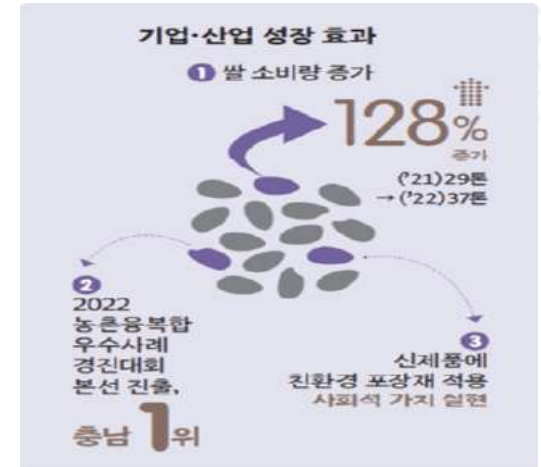 기업·산업 성장 효과
1 쌀 소비량 증가
128%
증가
('21)29톤
→ ('22)37톤
2
2022
농촌융복합
우수사례
경진대회
본선 진출,
충남 1위
3
신제품에
친환경 포장재 적용
사회적 가치 실현